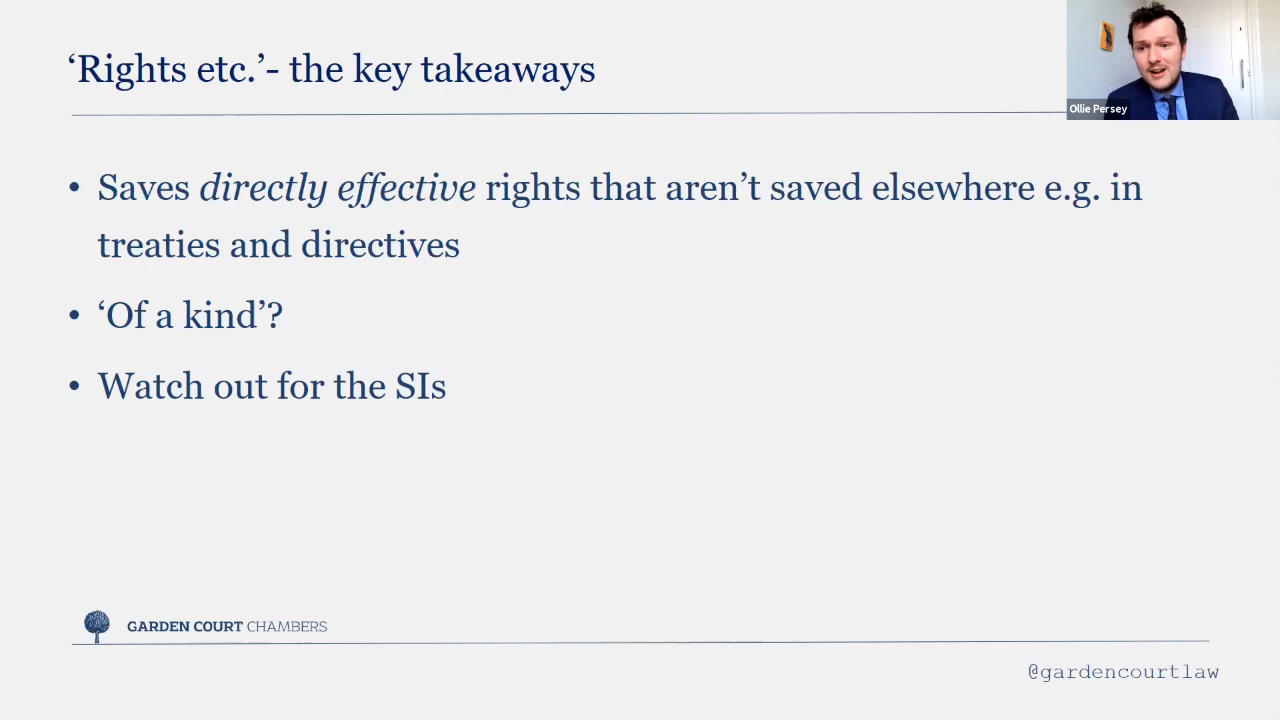 ‘Rights etc.’- the key takeaways
Ollie Persey
• Saves directly effective rights that aren’t saved elsewhere e.g. in
treaties and directives
• ‘Of a kind’?
• Watch out for the SIs
GARDEN COURT CHAMBERS
@gardencourtlaw